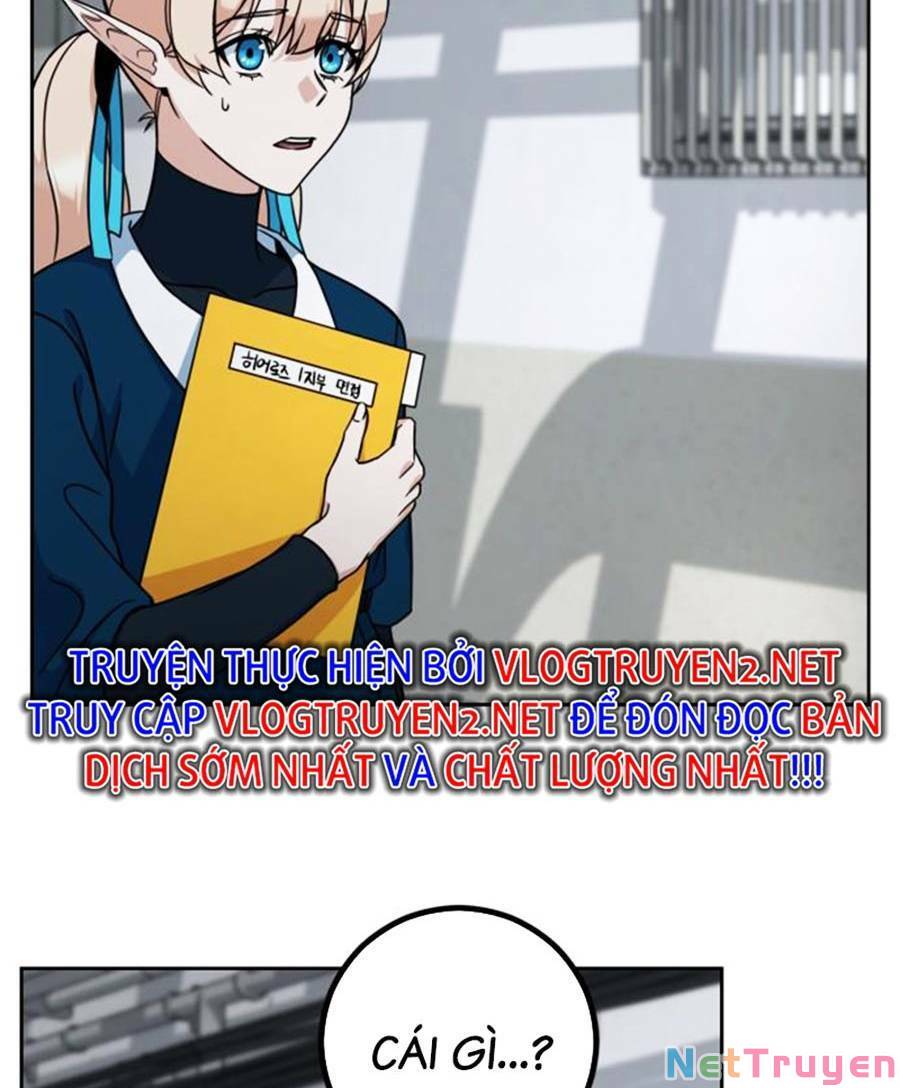 히어로즈 1지부 면접
TRUYỆN THỰC HIỆN BỞI VLOGTRUYEN2.NET
TRUY CẬP VLOGTRUYEN2.NET ĐỂ ĐÓN ĐỌC BẢN
DỊCH SỚM NHẤT VÀ CHẤT LƯỢNG NHẤT!!!
CÁI GÌ...?
NetTruyen